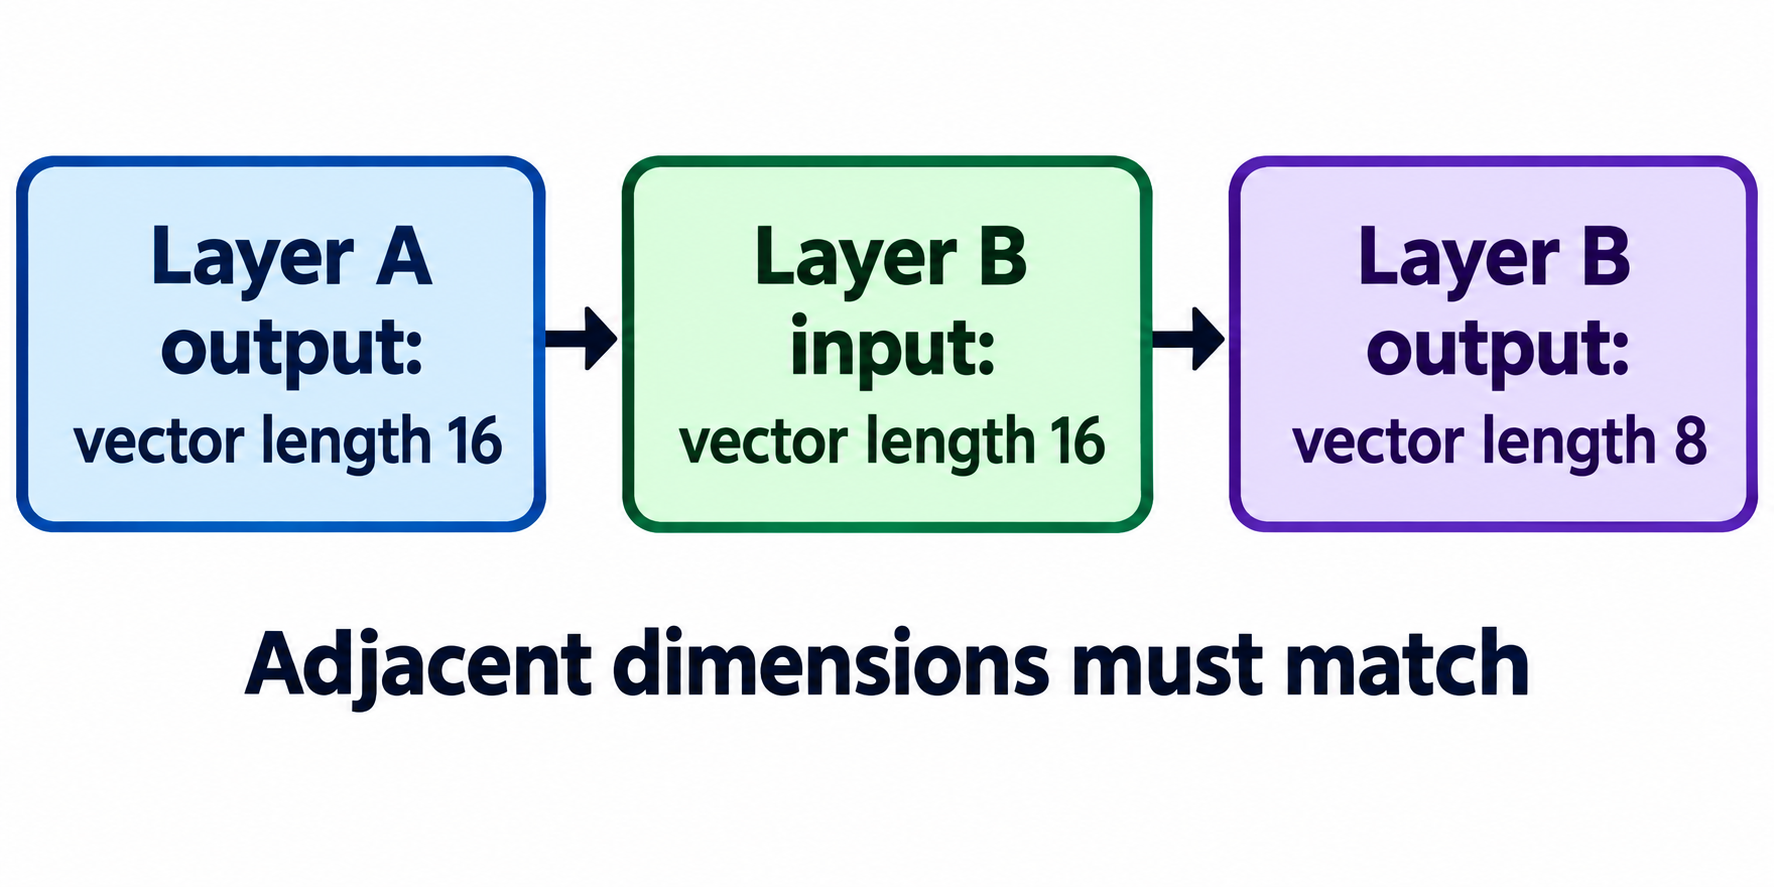 Layer A
output:
vector length 16
Layer B
input:
vector length 16
Layer B
output:
vector length 8
Adjacent dimensions must match